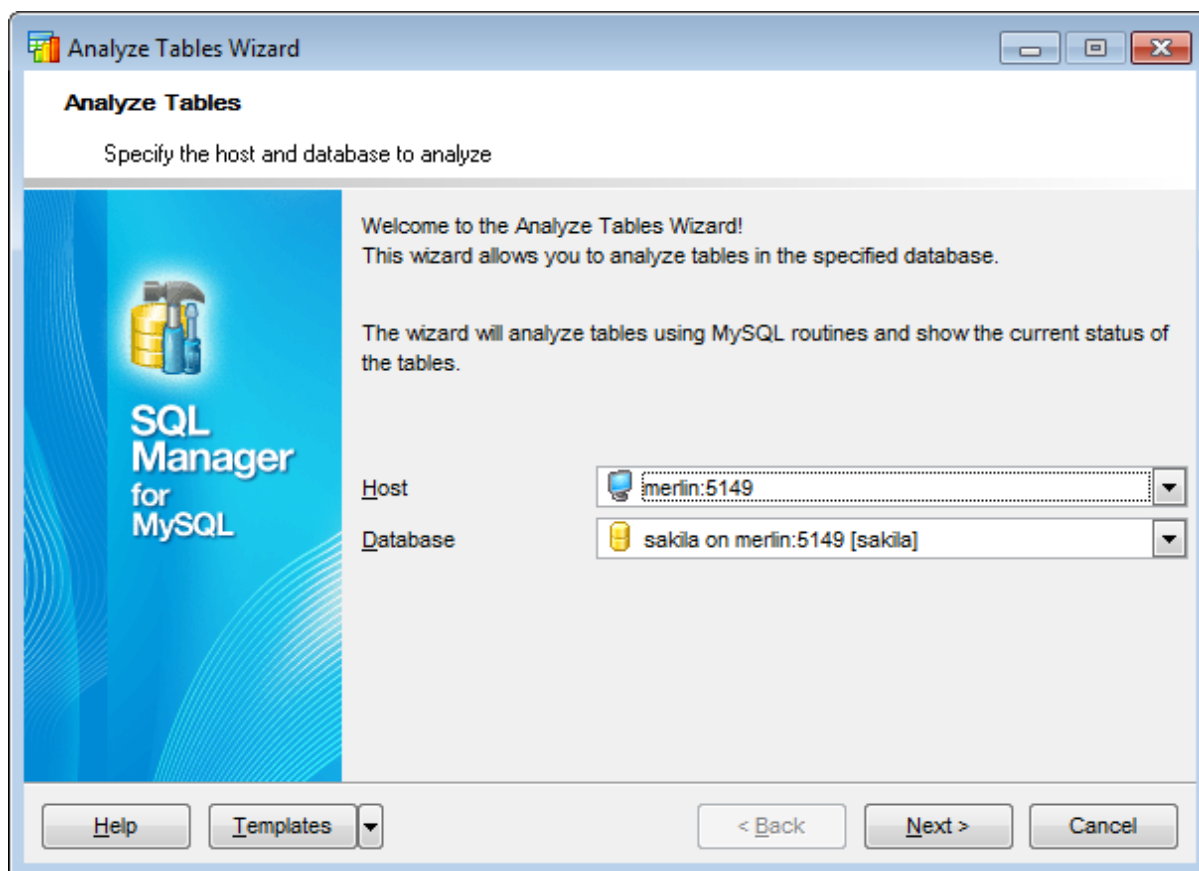 Analyze Tables Wizard
Analyze Tables
Specify the host and database to analyze
Welcome to the Analyze Tables Wizard!
This wizard allows you to analyze tables in the specified database.
The wizard will analyze tables using MySQL routines and show the current status of
the tables.
SQL
Manager
for
MySQL
Host
merlin:5149
Database
sakila on merlin:5149 [sakila]
Help
Templates
< Back
Next >
Cancel